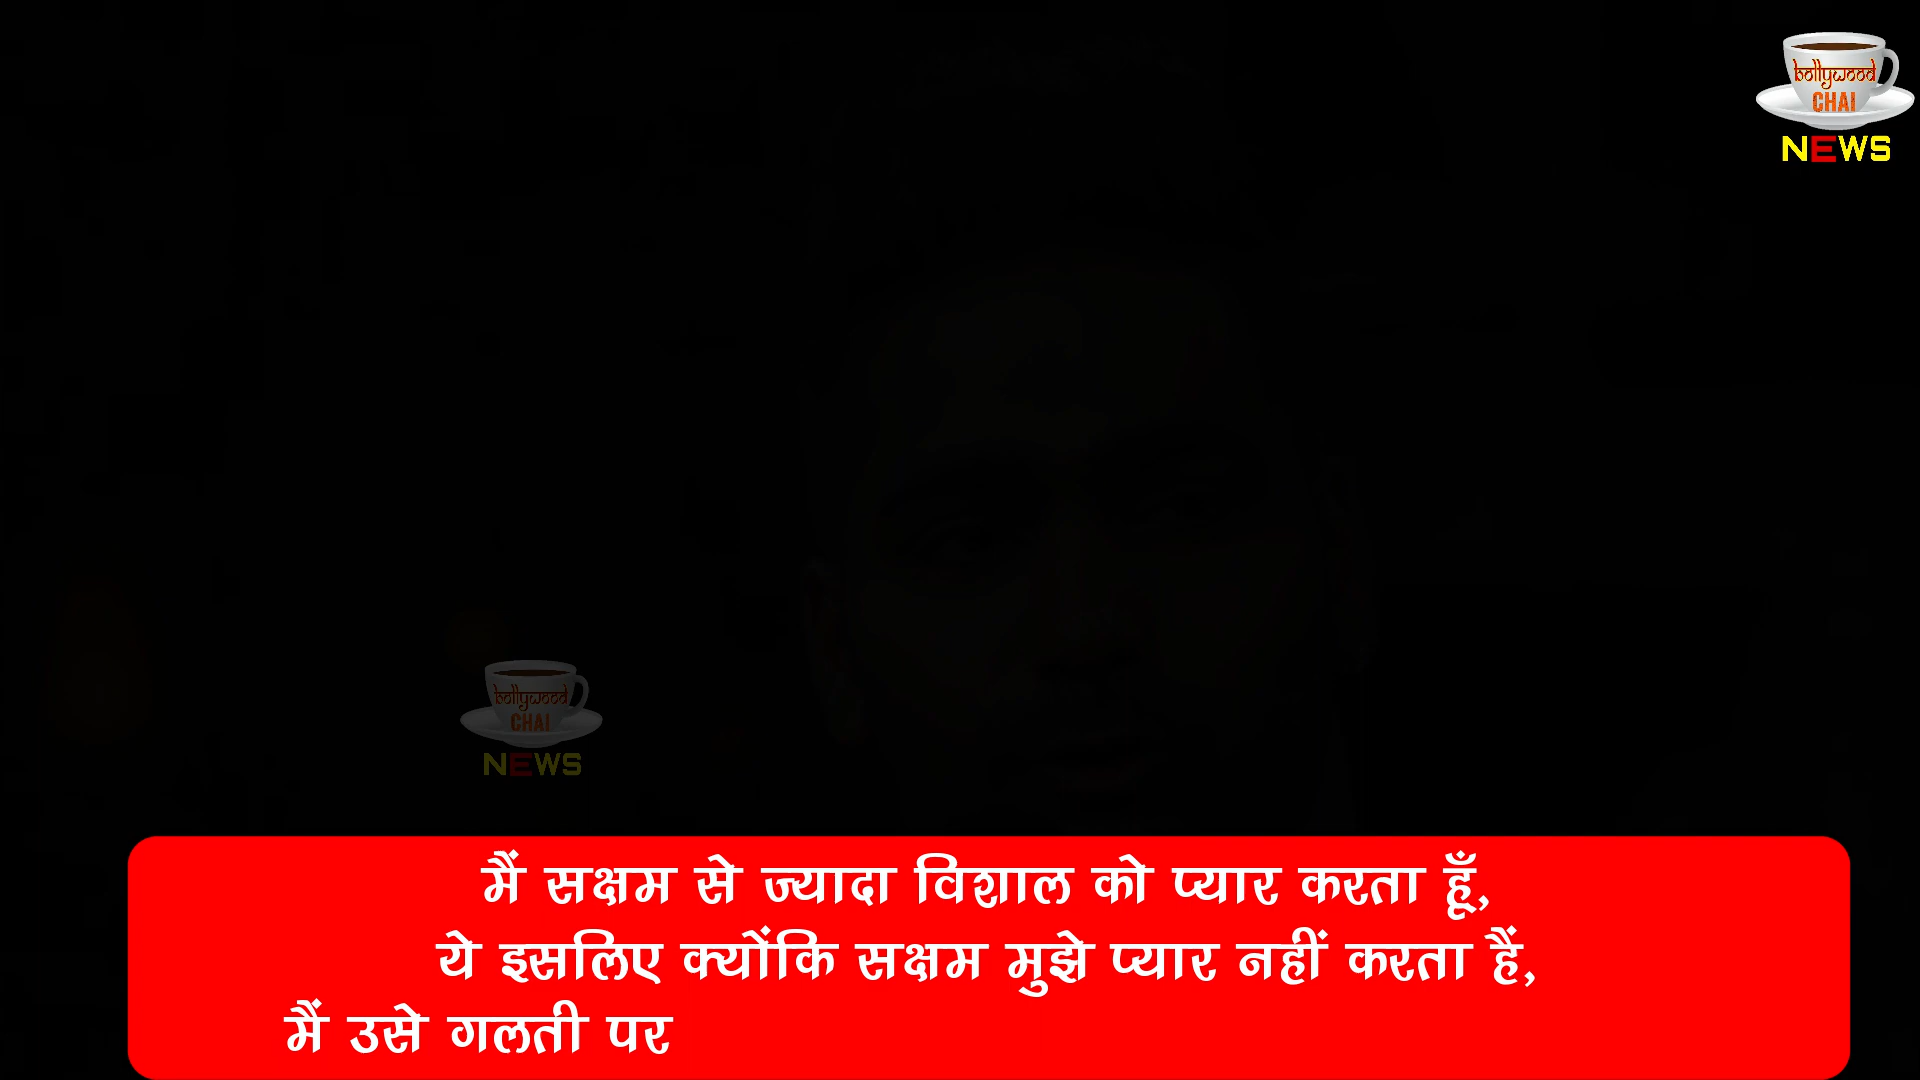 bollywood
CHAI
NEWS
bollywood
CHAI
NEWS
मैं सक्षम से ज्यादा विशाल को प्यार करता हूँ,
ये इसलिए क्योंकि सक्षम मुझे प्यार नहीं करता हैं,
मैं उसे गलती पर